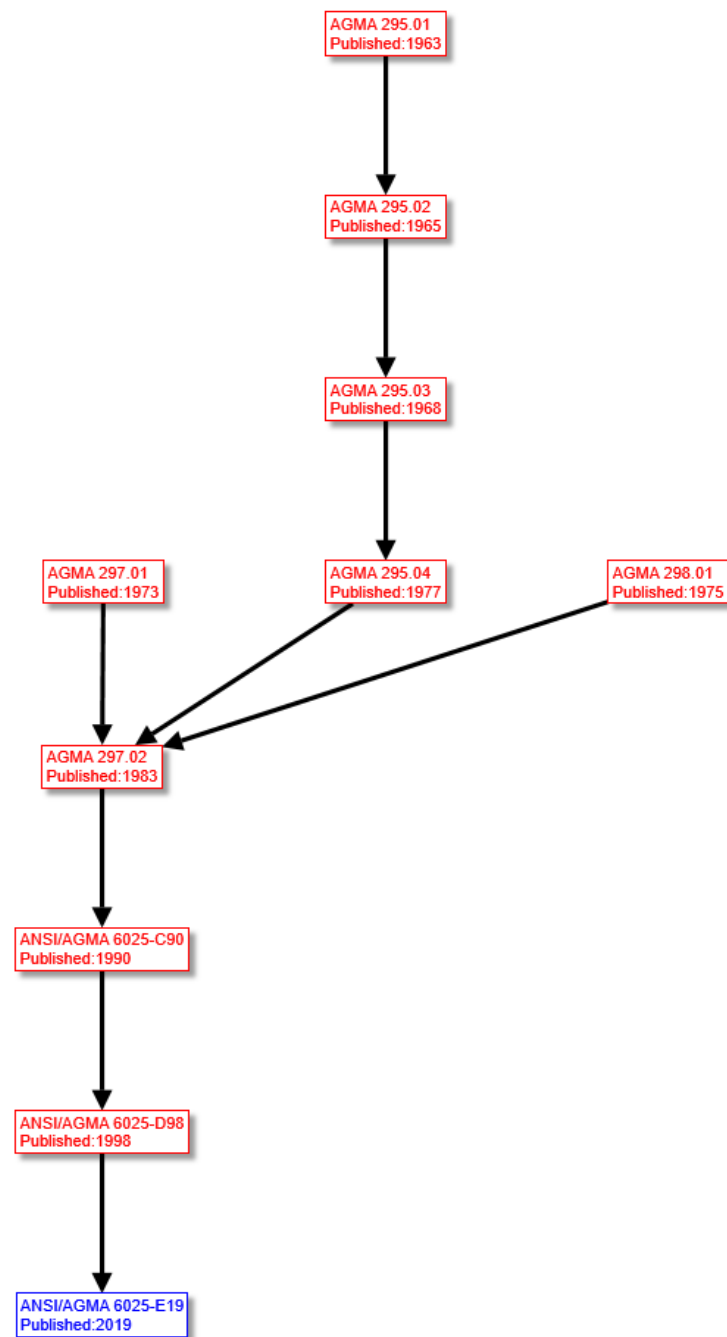 AGMA 295.01
Published:1963
AGMA 295.02
Published:1965
AGMA 295.03
Published:1968
AGMA 297.01
Published:1973
AGMA 295.04
Published:1977
AGMA 298.01
Published:1975
AGMA 297.02
Published:1983
ANSI/AGMA 6025-C90
Published:1990
ANSI/AGMA 6025-D98
Published:1998
ANSI/AGMA 6025-E19
Published:2019